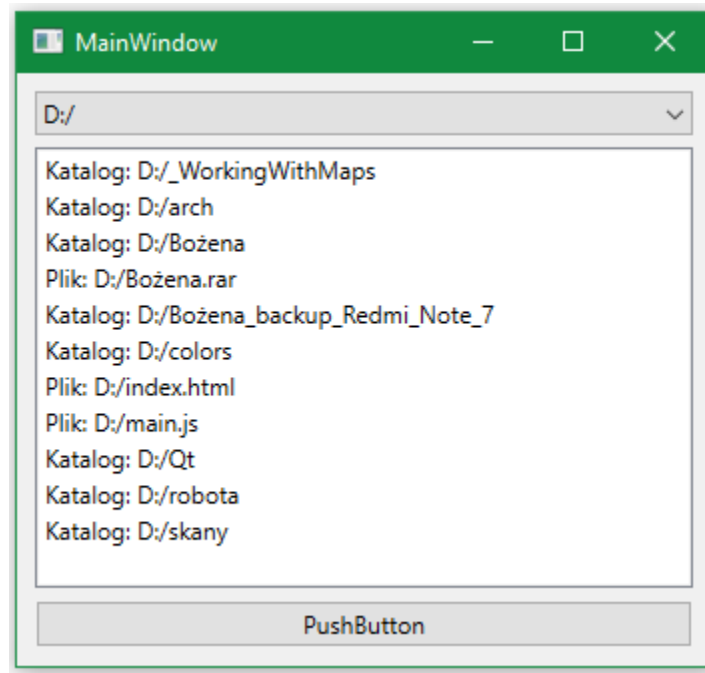 MainWindow
D:/
Katalog: D:/_WorkingWithMaps
Katalog: D:/arch
Katalog: D:/Bożena
Plik: D:/Bożena.rar
Katalog: D:/Bożena_backup_Redmi_Note_7
Katalog: D:/colors
Plik: D:/index.html
Plik: D:/main.js
Katalog: D:/Qt
Katalog: D:/robota
Katalog: D:/skany
PushButton